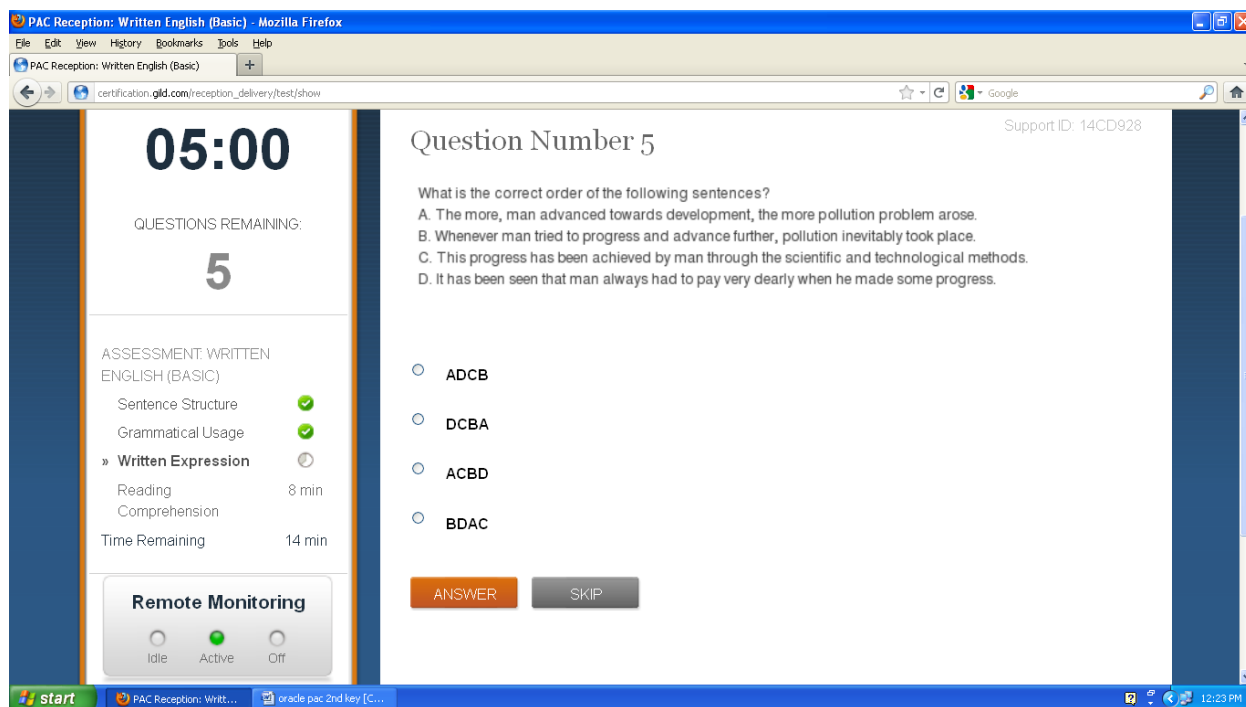 PAC Reception: Written English (Basic) - Mozilla Firefox
File Edit View History Bookmarks Tools Help
PAC Reception: Written English (Basic) +
certification.gild.com/reception_delivery/test/show
Google
05:00
QUESTIONS REMAINING:
5
ASSESSMENT: WRITTEN
ENGLISH (BASIC)
Sentence Structure
Grammatical Usage
» Written Expression
Reading 8 min
Comprehension
Time Remaining 14 min
Remote Monitoring
Idle Active Off
Support ID: 14CD928
Question Number 5
What is the correct order of the following sentences?
A. The more, man advanced towards development, the more pollution problem arose.
B. Whenever man tried to progress and advance further, pollution inevitably took place.
C. This progress has been achieved by man through the scientific and technological methods.
D. It has been seen that man always had to pay very dearly when he made some progress.
ADCB
DCBA
ACBD
BDAC
ANSWER SKIP
start PAC Reception: Writt... oracle pac 2nd key [C... 12:23 PM